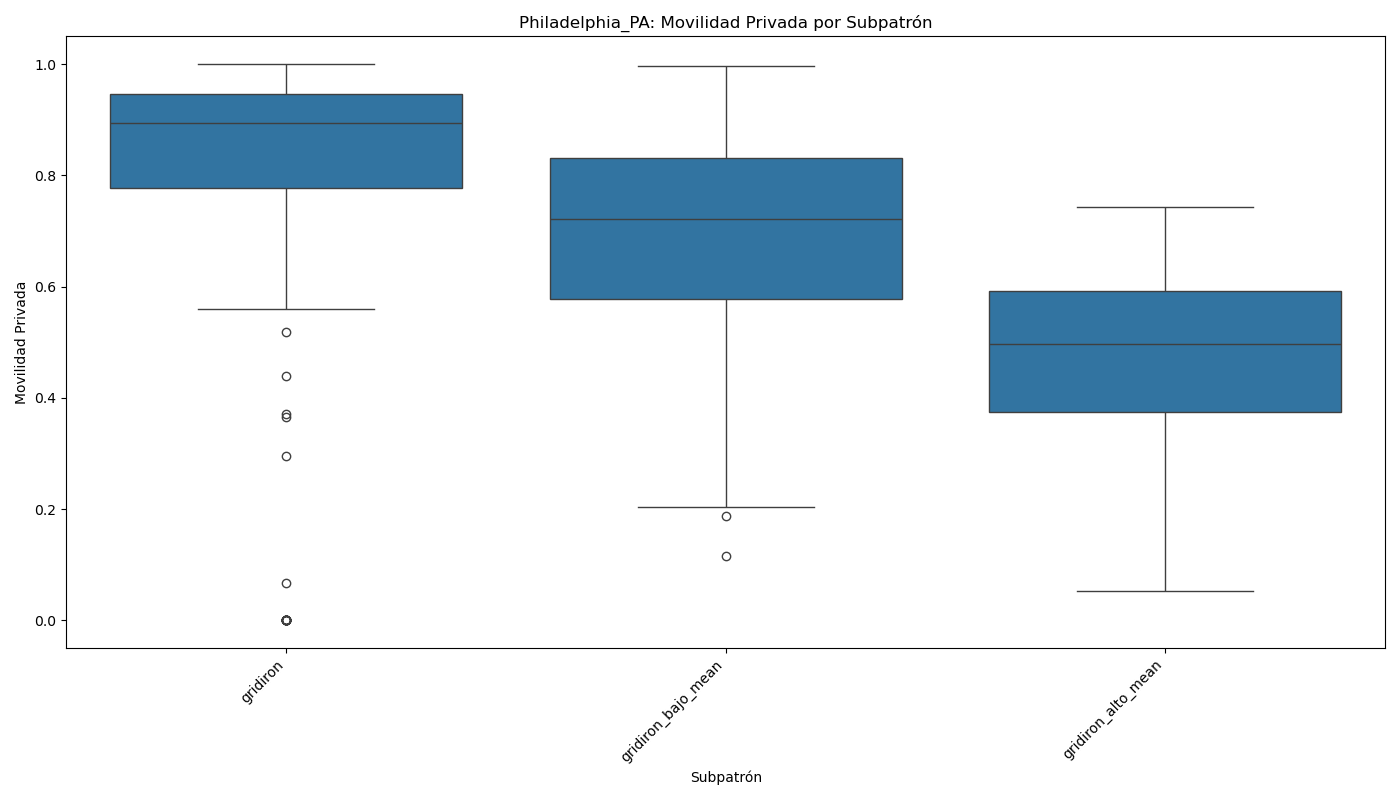 Philadelphia_PA: Movilidad Privada por Subpatrón
Movilidad Privada
1.0
0.8
0.6
0.4
0.2
0.0
gridiron
gridiron_bajo_mean
gridiron_alto_mean
Subpatrón